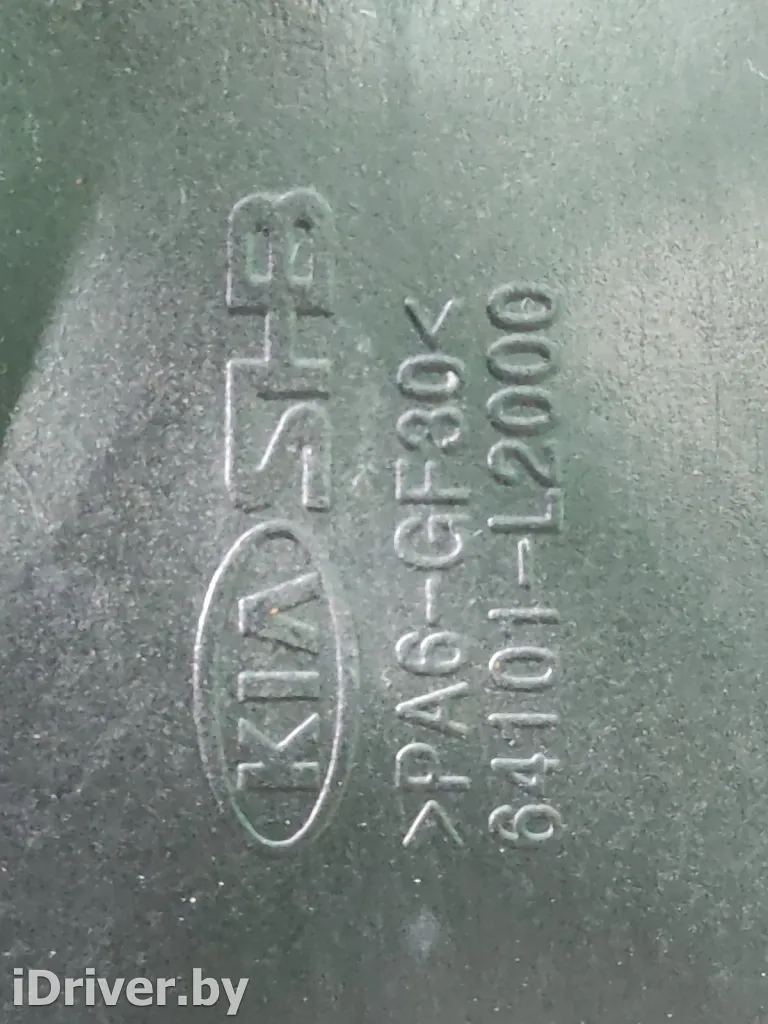 KIA SHB
>PA6-GF30<
64101-L2000
iDriver.by